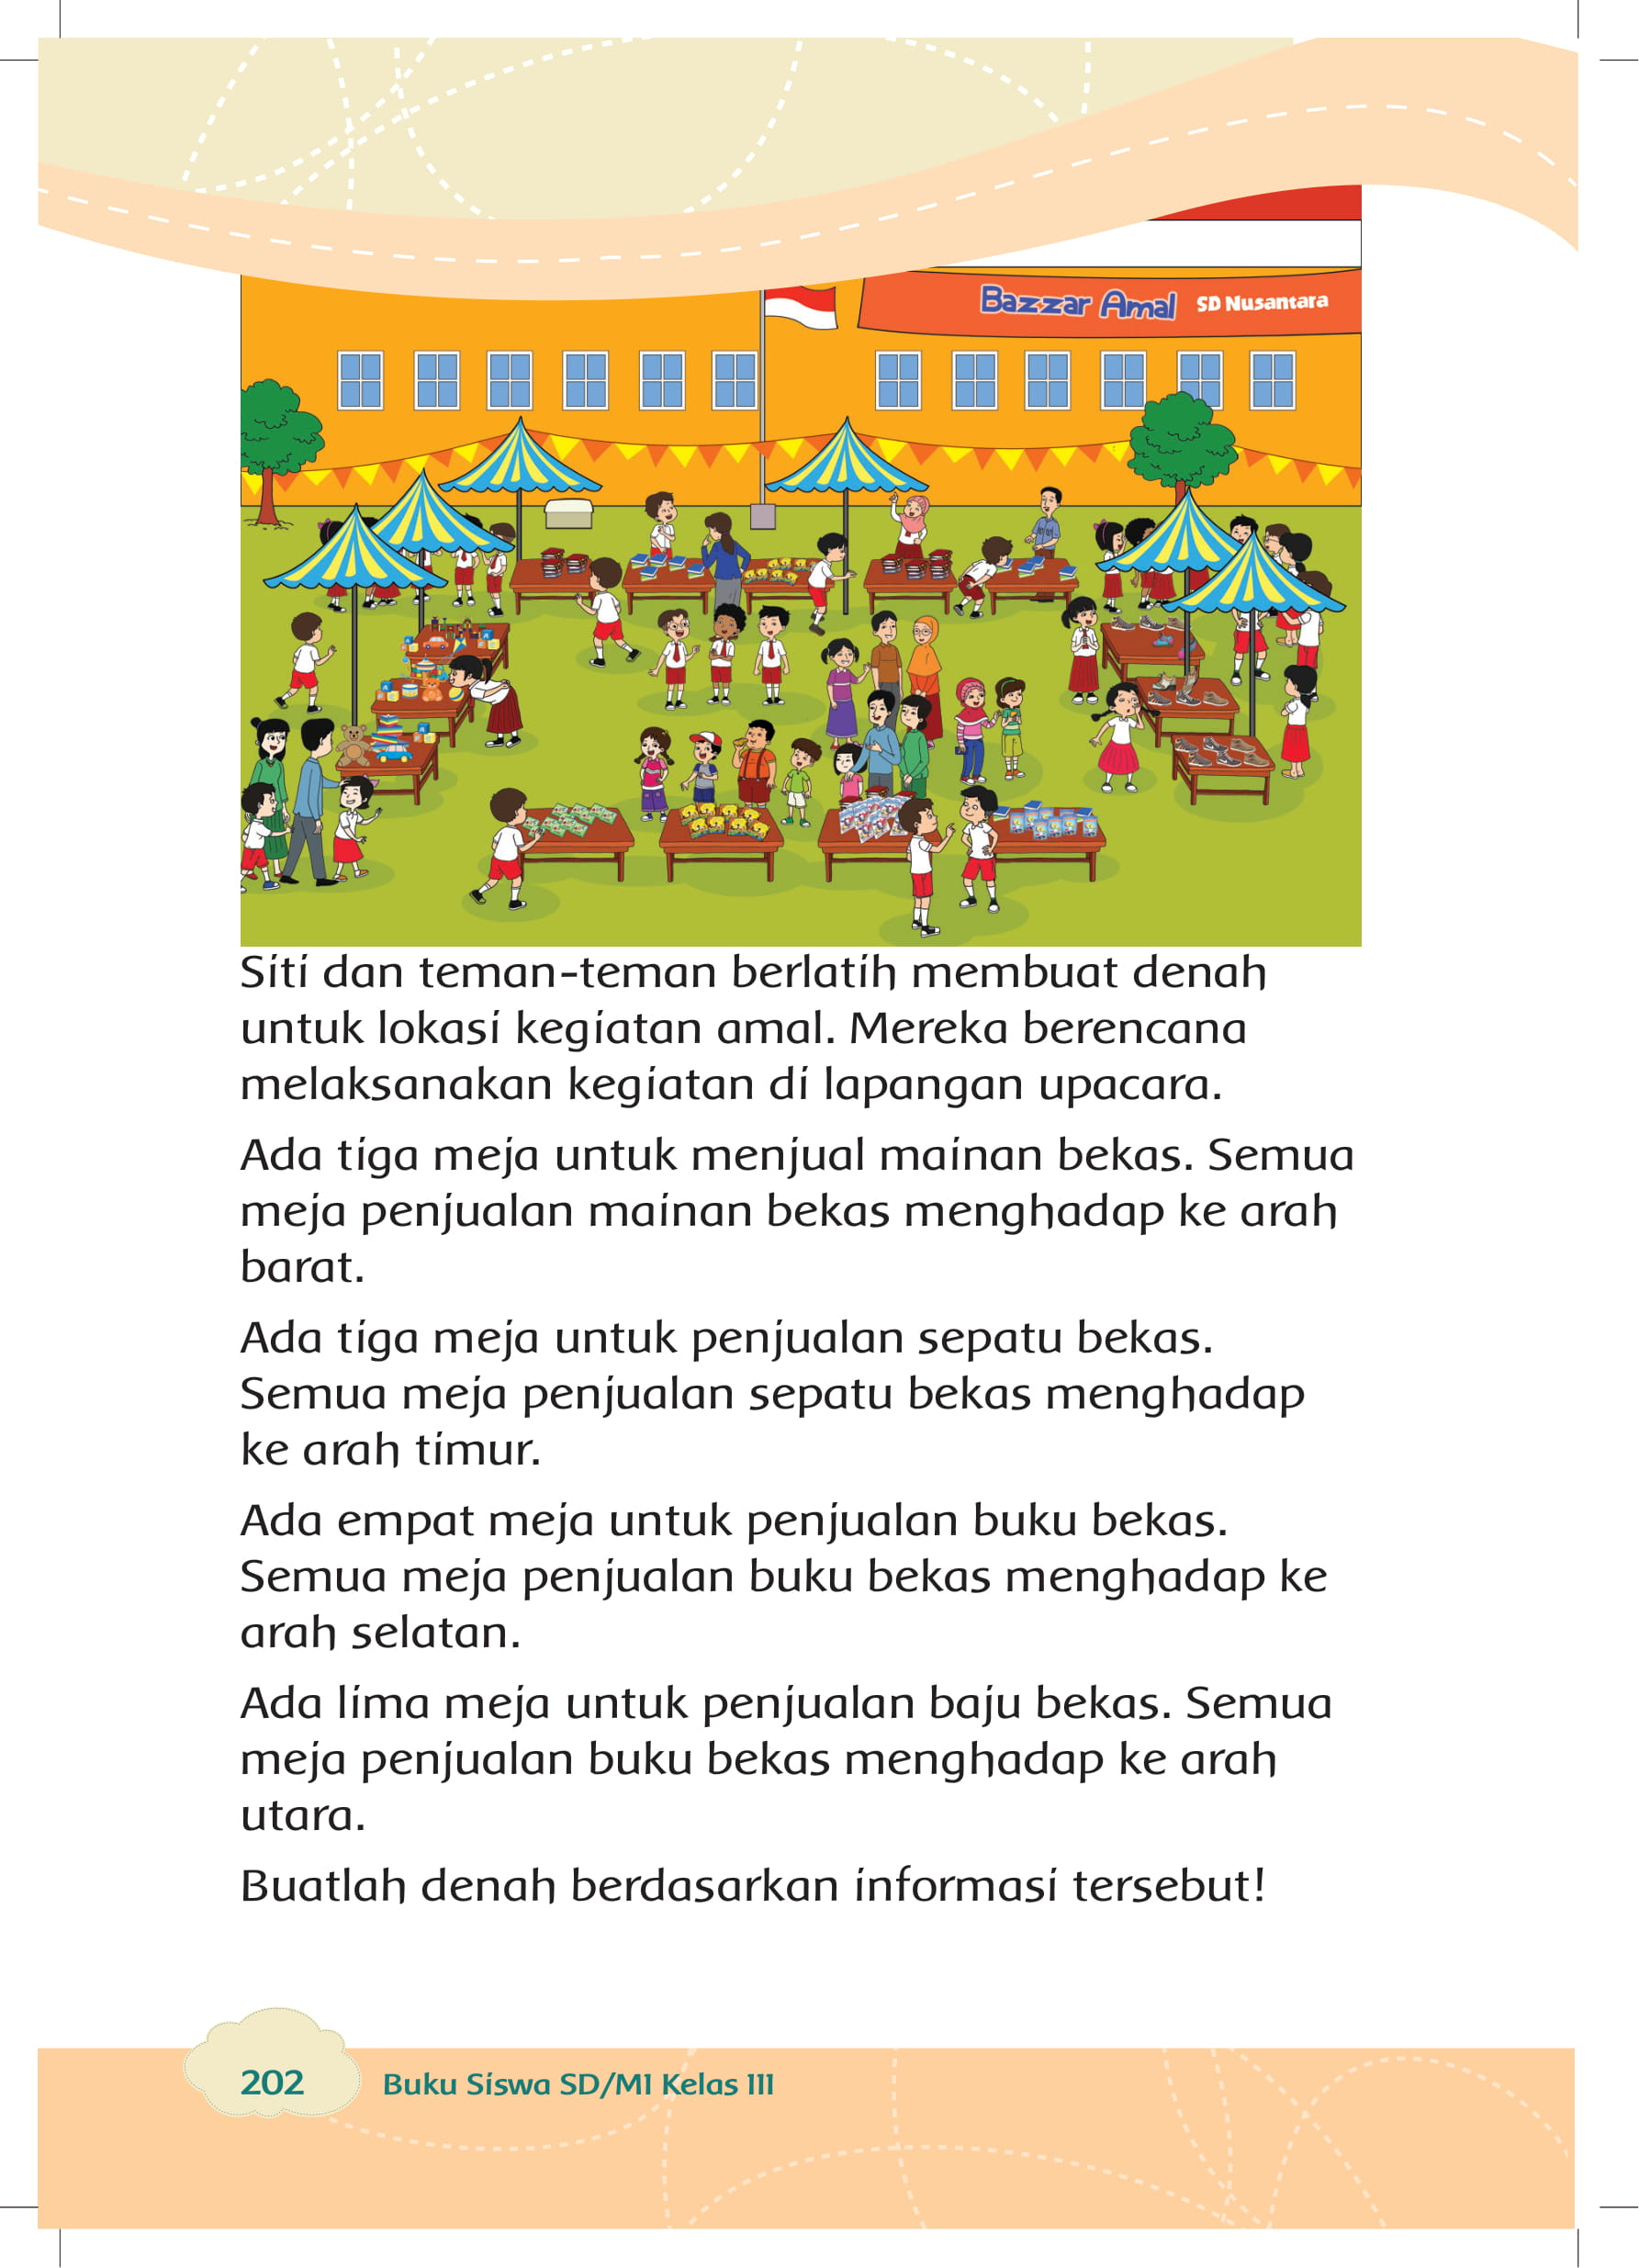 Bazzar Amal SD Nusantara
Siti dan teman-teman berlatih membuat denah
untuk lokasi kegiatan amal. Mereka berencana
melaksanakan kegiatan di lapangan upacara.
Ada tiga meja untuk menjual mainan bekas. Semua
meja penjualan mainan bekas menghadap ke arah
barat.
Ada tiga meja untuk penjualan sepatu bekas.
Semua meja penjualan sepatu bekas menghadap
ke arah timur.
Ada empat meja untuk penjualan buku bekas.
Semua meja penjualan buku bekas menghadap ke
arah selatan.
Ada lima meja untuk penjualan baju bekas. Semua
meja penjualan buku bekas menghadap ke arah
utara.
Buatlah denah berdasarkan informasi tersebut!
202 Buku Siswa SD/MI Kelas III